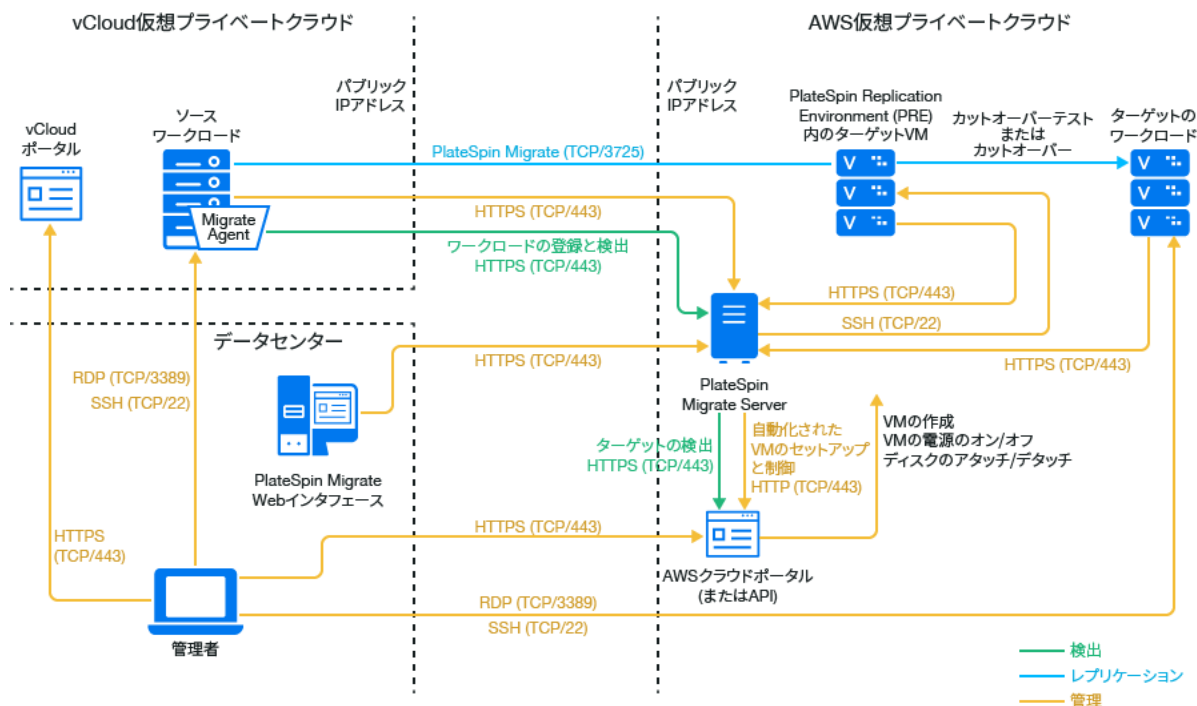 vCloud仮想プライベートクラウド
AWS仮想プライベートクラウド
パブリック
IPアドレス
パブリック
IPアドレス
vCloud
ポータル
ソース
ワークロード
Migrate
Agent
PlateSpin Replication
Environment (PRE)
内のターゲットVM
カットオーバーテスト
または
カットオーバー
ターゲットの
ワークロード
PlateSpin Migrate (TCP/3725)
HTTPS (TCP/443)
ワークロードの登録と検出
HTTPS (TCP/443)
V
V
V
V
V
V
HTTPS (TCP/443)
SSH (TCP/22)
HTTPS (TCP/443)
データセンター
RDP (TCP/3389)
SSH (TCP/22)
HTTPS (TCP/443)
PlateSpin Migrate
Webインタフェース
PlateSpin
Migrate Server
ターゲットの検出
HTTPS (TCP/443)
自動化された
VMのセットアップ
と制御
HTTP (TCP/443)
VMの作成
VMの電源のオン/オフ
ディスクのアタッチ/デタッチ
HTTPS
(TCP/443)
HTTPS (TCP/443)
AWSクラウドポータル
(またはAPI)
RDP (TCP/3389)
SSH (TCP/22)
管理者
検出
レプリケーション
管理